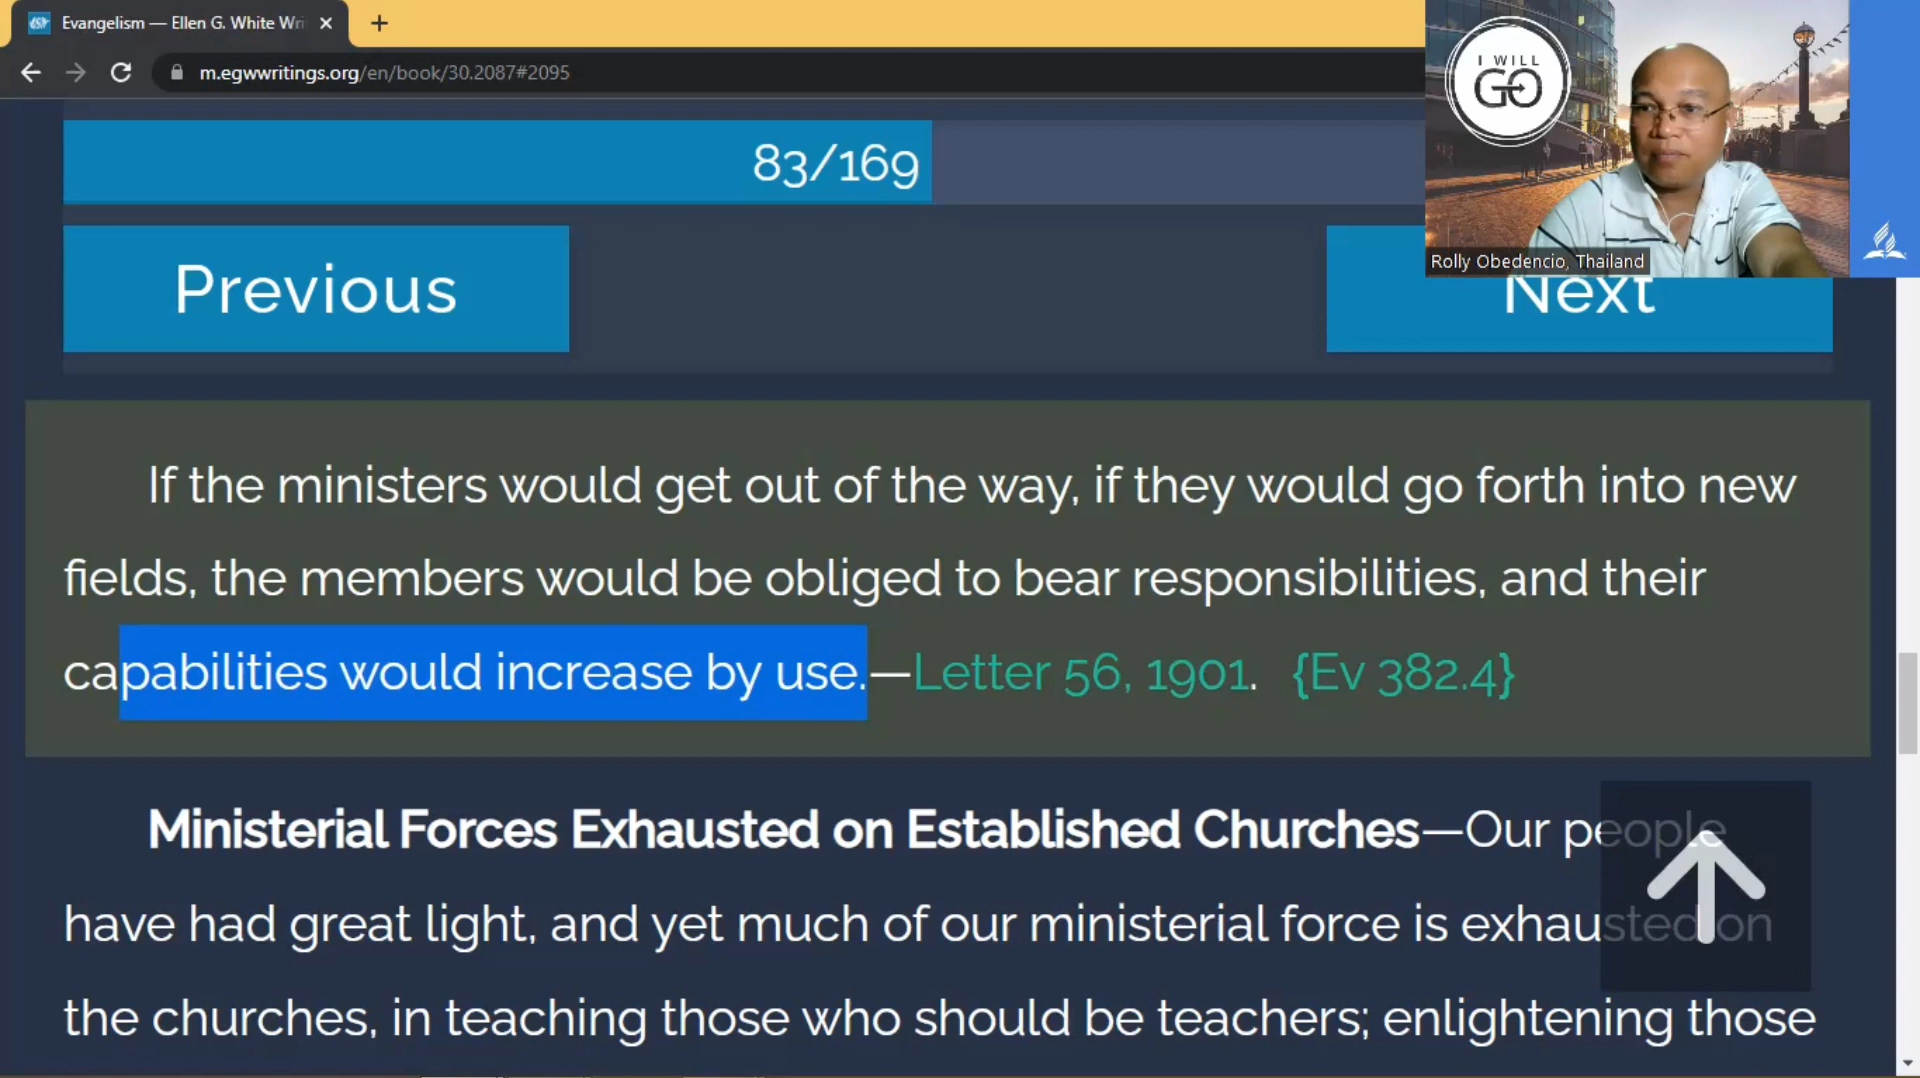 Evangelism — Ellen G. White Wri
m.egwwritings.org/en/book/30.2087#2095
I WILL
GO
Rolly Obedencio, Thailand
83/169
Previous
Next
If the ministers would get out of the way, if they would go forth into new
fields, the members would be obliged to bear responsibilities, and their
capabilities would increase by use.—Letter 56, 1901. {Ev 382.4}
Ministerial Forces Exhausted on Established Churches—Our people
have had great light, and yet much of our ministerial force is exhausted on
the churches, in teaching those who should be teachers; enlightening those